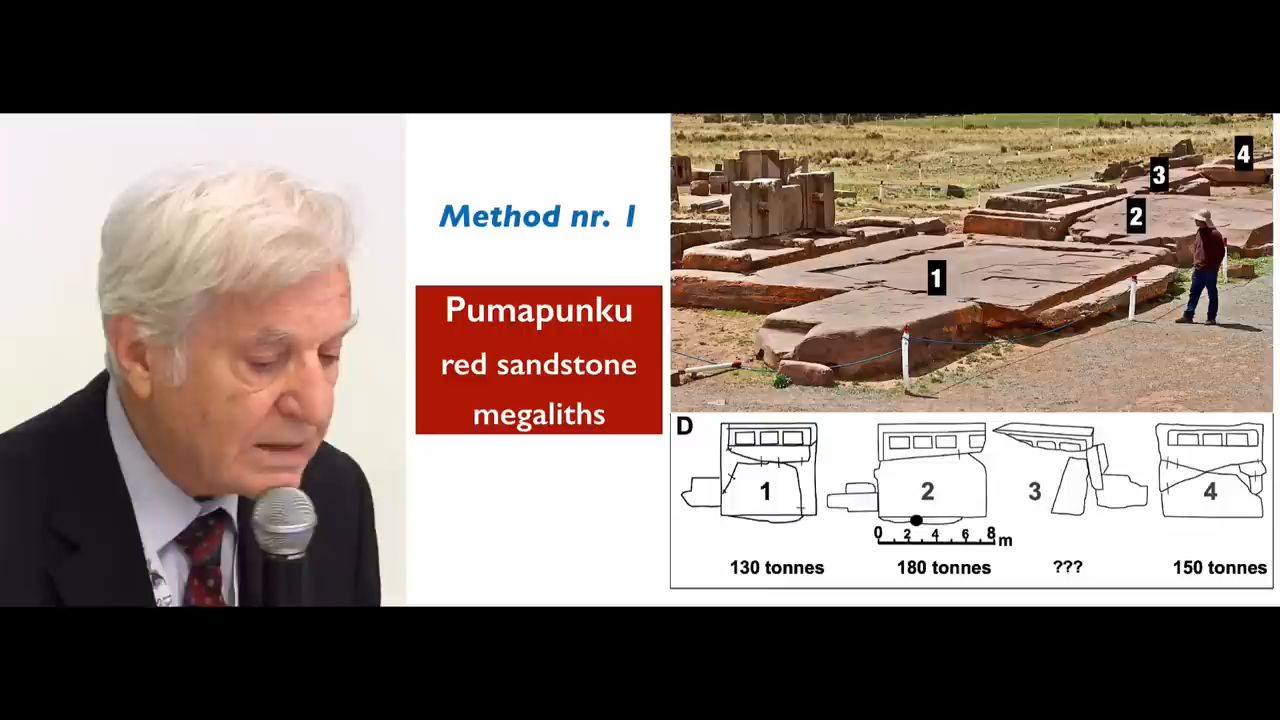 Method nr. 1
Pumapunku
red sandstone
megaliths
1
2
3
4
D
1
2
3
4
0 2 4 6 8 m
130 tonnes
180 tonnes
???
150 tonnes